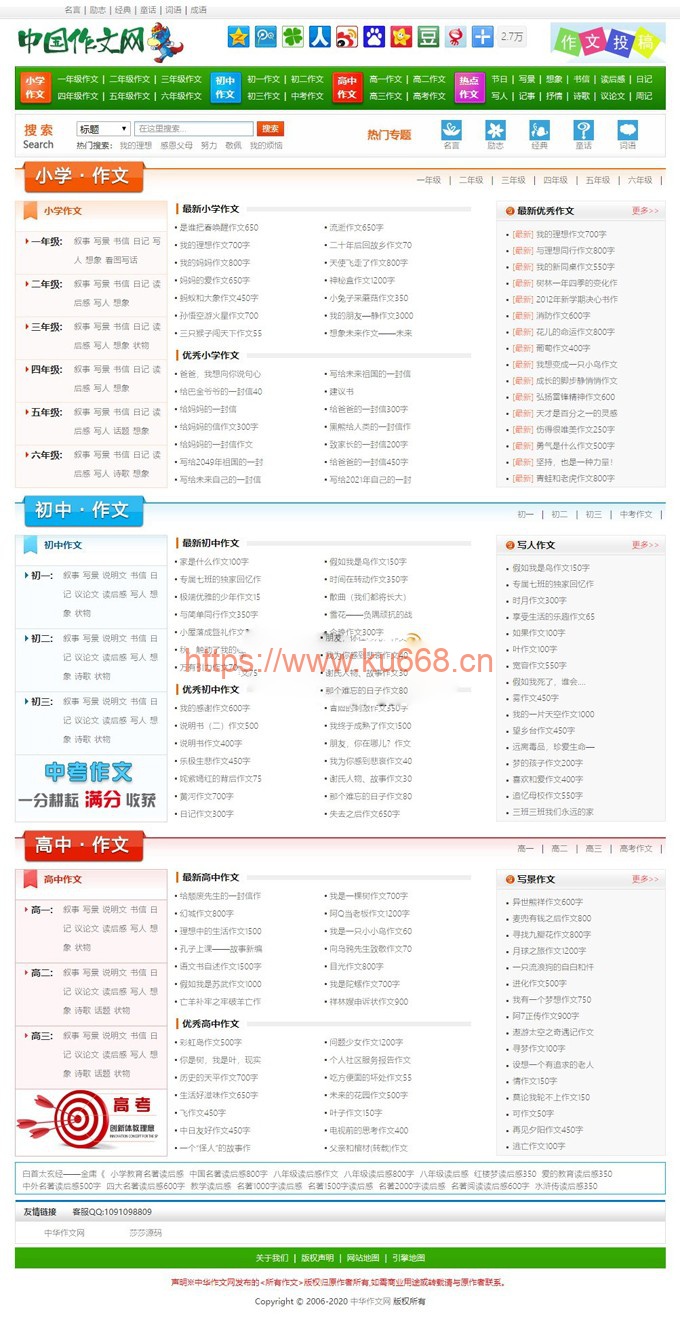 名言 | 励志 | 经典 | 童话 | 词语 | 成语
中国作文网
2.7万
作文投稿
小学作文 一年级作文 | 二年级作文 | 三年级作文 初中作文 初一作文 | 初二作文 高中作文 高一作文 | 高二作文 热点作文 节日 | 写景 | 想象 | 书信 | 读后感 | 日记
四年级作文 | 五年级作文 | 六年级作文 初三作文 | 中考作文 高三作文 | 高考作文 写人 | 记事 | 抒情 | 诗歌 | 议论文 | 周记
搜索 标题 在这里搜索... 搜索
Search 热门搜索: 我的理想 感恩父母 努力 敬佩 我的烦恼
热门专题 名言 励志 经典 童话 词语
小学 · 作文
一年级 | 二年级 | 三年级 | 四年级 | 五年级 | 六年级 |
小学作文
一年级: 叙事 写景 书信 日记 写
人 想象 看图写话
二年级: 叙事 写景 书信 日记 读
后感 写人 想象
三年级: 叙事 写景 书信 日记 读
后感 写人 想象 状物
四年级: 叙事 写景 书信 日记 读
后感 写人 想象
五年级: 叙事 写景 书信 日记 读
后感 写人 话题 想象
六年级: 叙事 写景 书信 日记 读
后感 写人 诗歌 想象
最新小学作文
是谁把春唤醒作文650 流逝作文650字
我的理想作文700字 二十年后回故乡作文70
我的妈妈作文800字 天使飞走了作文800字
妈妈的爱作文650字 神秘盒作文1200字
蚂蚁和大象作文450字 小兔子采蘑菇作文350
孙悟空游火星作文700 我的朋友—静作文3000
三只猴子闯天下作文55 想象未来作文——未来
优秀小学作文
爸爸，我想向你说句心 写给未来祖国的一封信
给巴金爷爷的一封信40 建议书
给妈妈的一封信 给爸爸的一封信300字
给妈妈的信作文300字 黑熊给人类的一封信作
给妈妈的一封信作文 致家长的一封信200字
写给2049年祖国的一封 给爸爸的一封信450字
写给未来自己的一封信 写给2021年自己的一封
最新优秀作文 更多>>
[最新] 我的理想作文700字
[最新] 与理想同行作文800字
[最新] 我的新同桌作文550字
[最新] 树林一年四季的变化作
[最新] 2012年新学期决心书作
[最新] 消防作文600字
[最新] 花儿的命运作文800字
[最新] 葡萄作文400字
[最新] 我想变成一只小鸟作文
[最新] 成长的脚步静悄悄作文
[最新] 弘扬雷锋精神作文600
[最新] 天才是百分之一的灵感
[最新] 伤得很唯美作文250字
[最新] 勇气是什么作文500字
[最新] 坚持，也是一种力量！
[最新] 青蛙和老虎作文800字
初中 · 作文
初一 | 初二 | 初三 | 中考作文 |
初中作文
初一: 叙事 写景 说明文 书信 日
记 议论文 读后感 写人 想
象 状物
初二: 叙事 写景 说明文 书信 日
记 议论文 读后感 写人 想
象 诗歌 状物
初三: 叙事 写景 说明文 书信 日
记 议论文 读后感 写人 想
象 诗歌 状物
中考作文
一分耕耘 满分 收获
最新初中作文
家是什么作文100字 假如我是鸟作文150字
专属七班的独家回忆作 时间在转动作文350字
极端优雅的少年作文15 散曲（我们都将长大）
与简单同行作文350字 雪花——负隅顽抗的战
小屋落成题礼作文
https://www.ku668.cn
优秀初中作文 那个难忘的日子作文80
我的感谢作文600字
说明书（二）作文500 我终于成熟了作文1500
说明书作文400字 朋友，你在哪儿？作文
乐极生悲作文450字 我为你感到悲哀作文40
姹紫嫣红的背后作文75 谢氏人物、故事作文30
黄河作文700字 那个难忘的日子作文80
日记作文300字 失去之后作文650字
写人作文 更多>>
假如我是鸟作文150字
专属七班的独家回忆作
时月作文300字
享受生活的乐趣作文65
如果作文100字
叶作文100字
宽容作文550字
假如我死了，谁会....
雾作文450字
我的一片天空作文1000
望乡台作文450字
远离毒品，珍爱生命—
梦的孩子作文200字
喜欢和爱作文400字
追忆母校作文550字
三班三班我们永远的家
高中 · 作文
高一 | 高二 | 高三 | 高考作文 |
高中作文
高一: 叙事 写景 说明文 书信 日
记 议论文 读后感 写人 想
象 状物
高二: 叙事 写景 说明文 书信 日
记 议论文 读后感 写人 想
象 诗歌 话题 状物
高三: 叙事 写景 说明文 书信 日
记 议论文 读后感 写人 想
象 诗歌 话题 状物
高考
创新体教理意
INNOVATION CONCEPT FOR THE SP
最新高中作文
给颓废先生的一封信作 我是一棵树作文700字
幻城作文800字 阿Q当老板作文1200字
理想中的生活作文1500 我是一只小小鸟作文60
孔子上课——故事新编 向乌鸦先生致敬作文70
语文书自述作文1500字 目光作文800字
假如我是苏武作文1000 我是陀螺作文700字
亡羊补牢之牢级羊亡作 祥林嫂申诉状作文900
优秀高中作文
彩虹岛作文500字 问题少女作文1200字
你是树，我是叶，现实 个人社区服务报告作文
历史的天平作文700字 吃方便面的坏处作文55
生活好滋味作文650字 未来的花园作文500字
飞作文450字 叶子作文150字
中日友好作文450字 电视前的思考作文400
一个“怪人”的故事作 父亲和棺材(转载)作文
写景作文 更多>>
异世熊祥作文600字
麦兜有钱之后作文800
寻找九瓣花作文800字
月球之旅作文1200字
一只流浪狗的自白和忏
进化作文500字
我有一个梦想作文750
阿7正传作文900字
遨游太空之奇遇记作文
寻梦作文100字
设想一个有追求的老人
情作文150字
莫论我轮不上作文150
可作文50字
再见夕阳作文450字
逃亡作文100字
白首太玄经——金庸《 小学教育名著读后感 中国名著读后感800字 八年级读后感作文 八年级读后感800字 八年级读后感 红楼梦读后感350 爱的教育读后感350
中外名著读后感500字 四大名著读后感600字 教学读后感 名著1000字读后感 名著1500字读后感 名著2000字读后感 名著阅读读后感600字 水浒传读后感350
友情链接 客服QQ:1091098809
中华作文网 莎莎源码
关于我们 | 版权声明 | 网站地图 | 引擎地图
声明※中华作文网发布的<所有作文>版权归原作者所有,如需商业用途或转载请与原作者联系。
Copyright © 2006-2020 中华作文网 版权所有